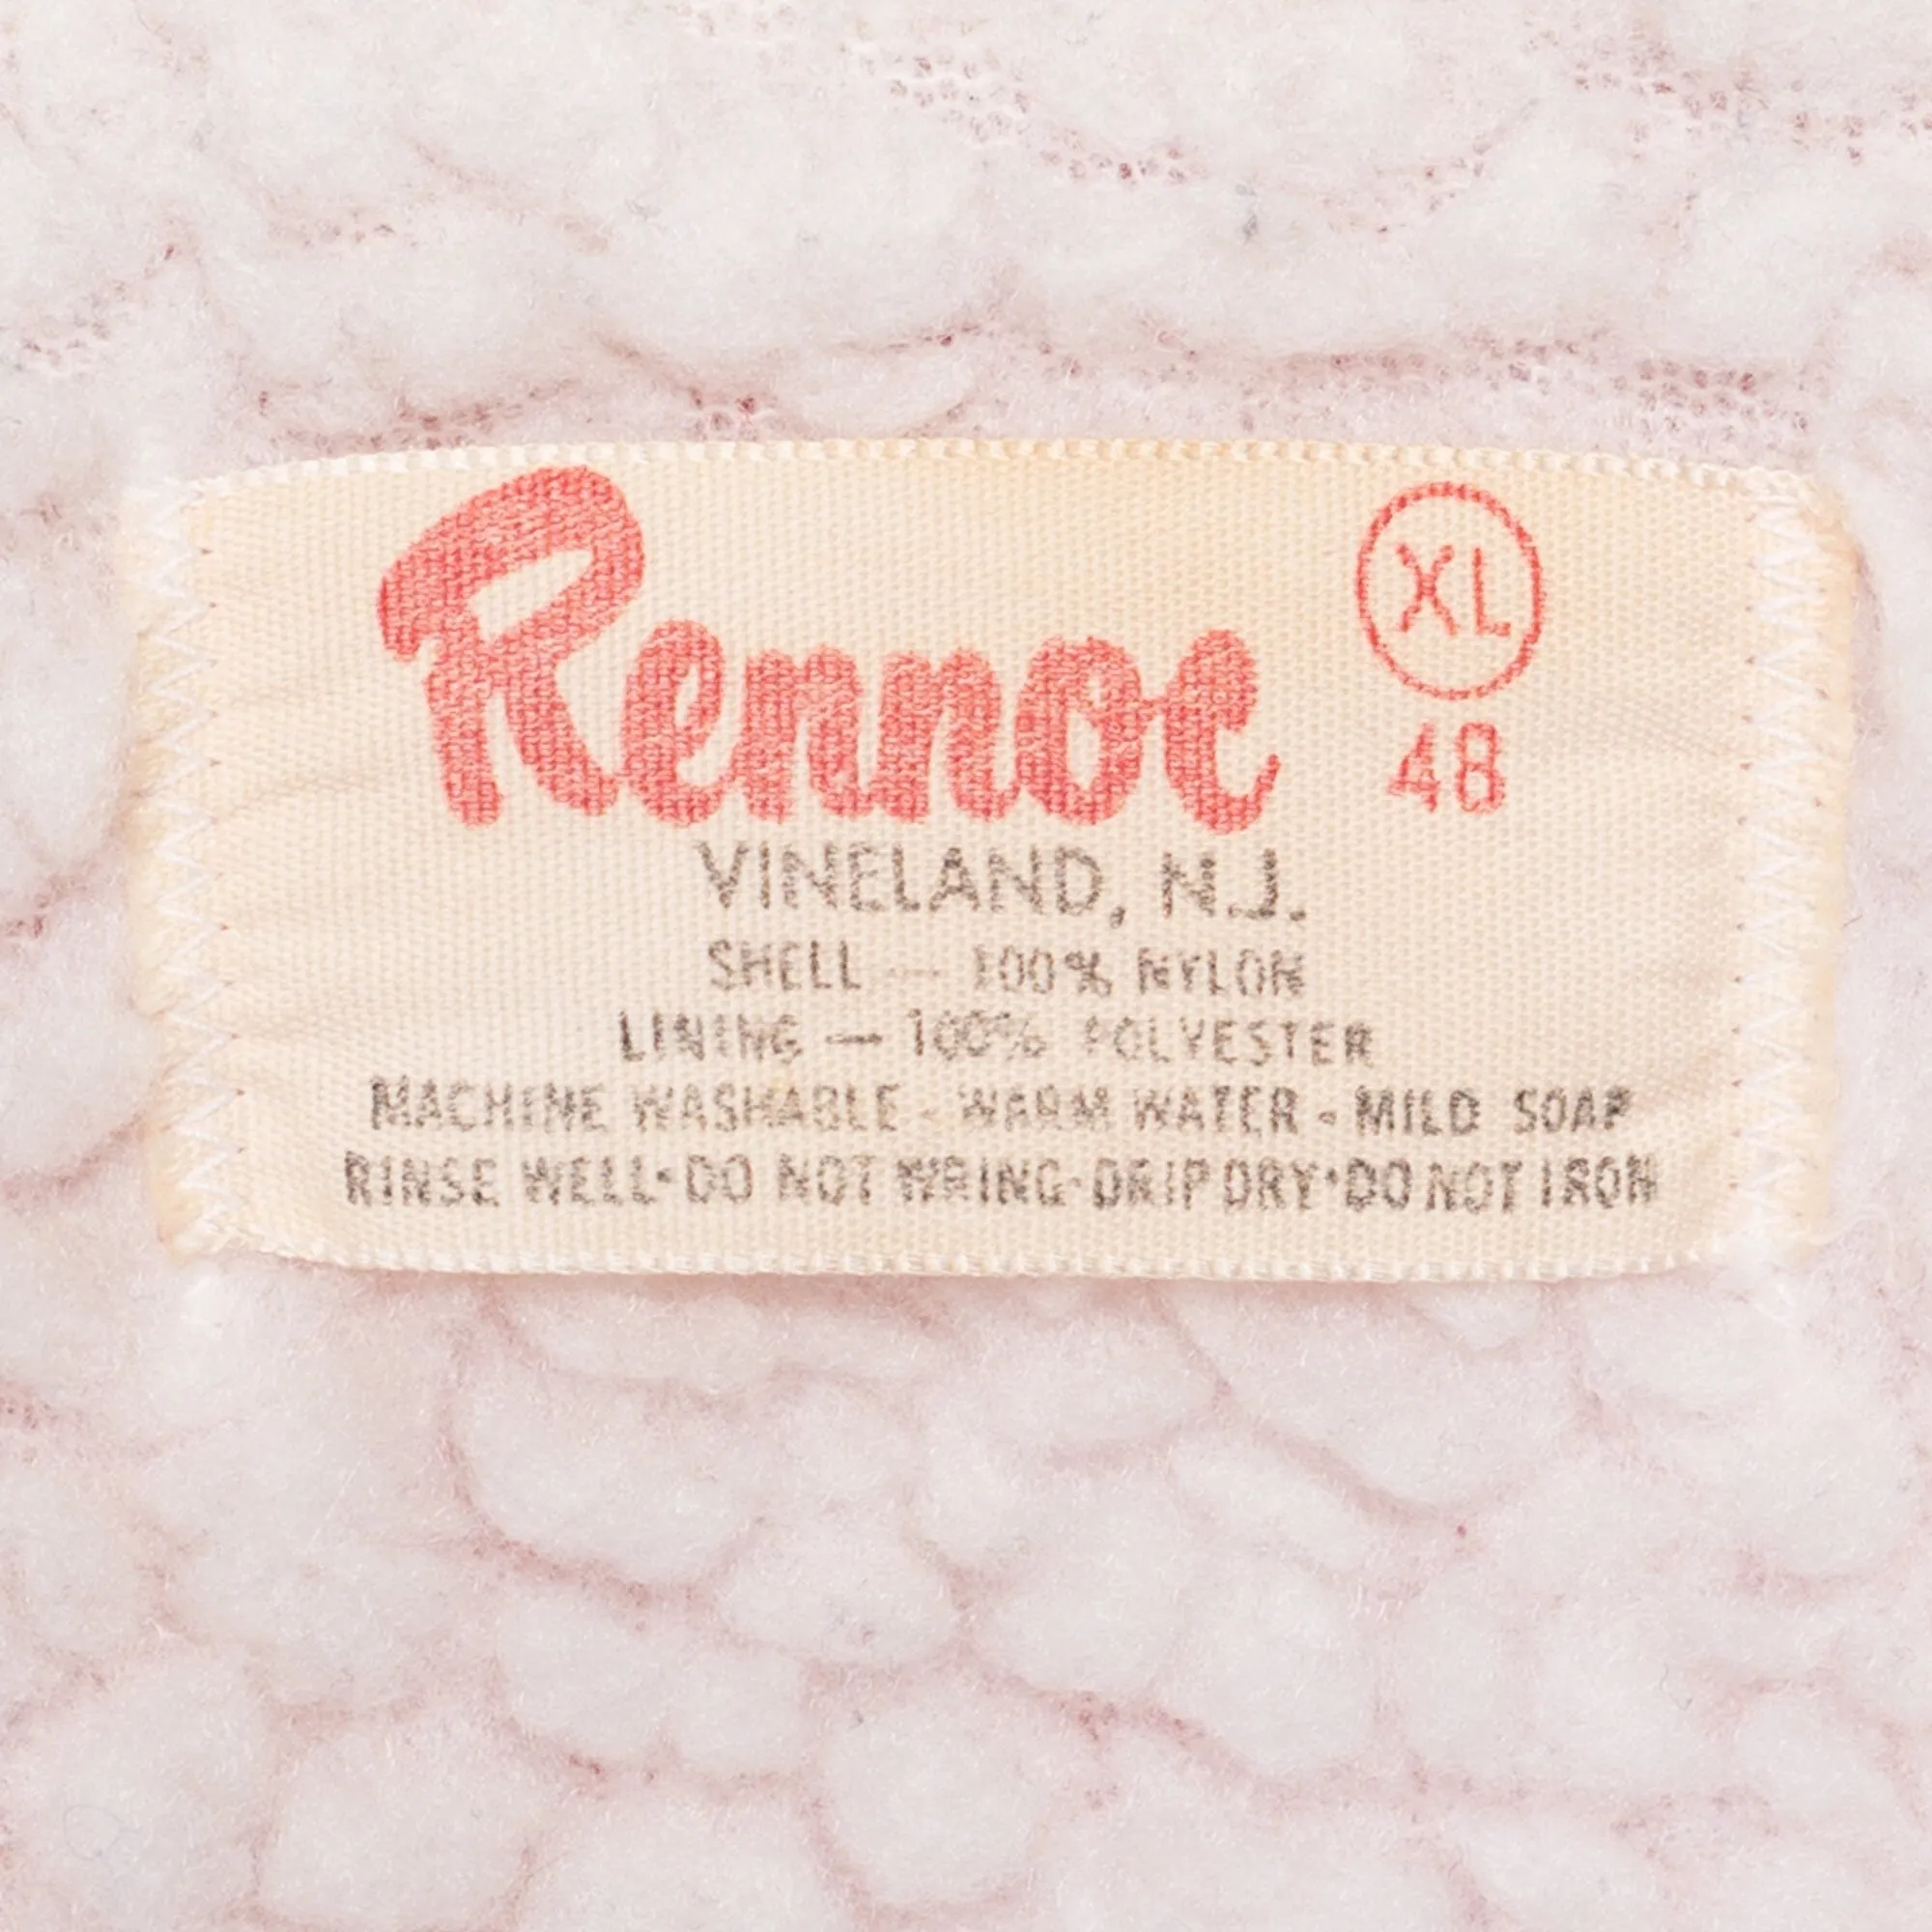 Rennoc
XL
48
VINELAND, N.J.
SHELL — 100% NYLON
LINING — 100% POLYESTER
MACHINE WASHABLE - WARM WATER - MILD SOAP
RINSE WELL·DO NOT WRING·DRIP DRY·DO NOT IRON